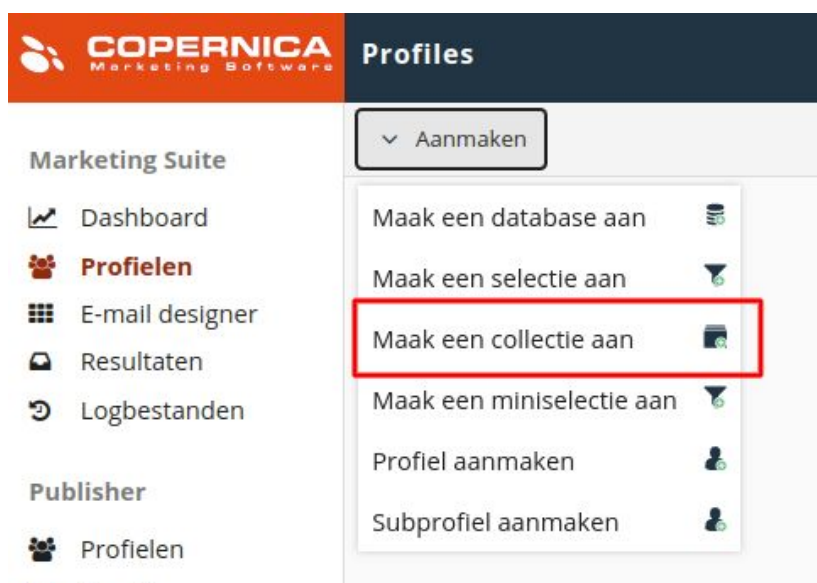 COPERNICA
Marketing Software
Profiles
Marketing Suite
Dashboard
Profielen
E-mail designer
Resultaten
Logbestanden
Publisher
Profielen
Aanmaken
Maak een database aan
Maak een selectie aan
Maak een collectie aan
Maak een miniselectie aan
Profiel aanmaken
Subprofiel aanmaken